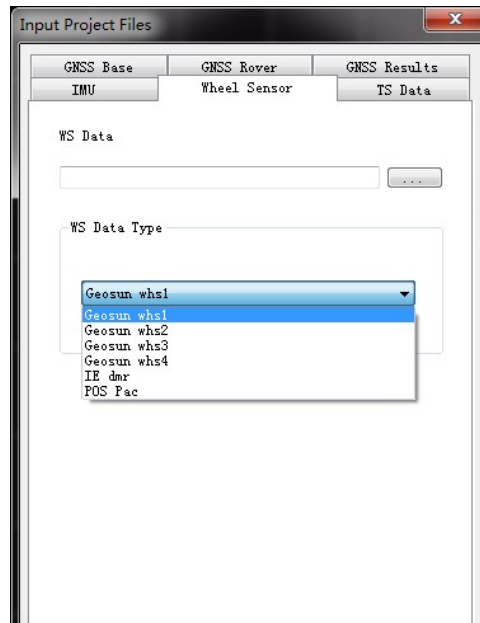 Input Project Files
GNSS Base GNSS Rover GNSS Results
IMU Wheel Sensor TS Data
WS Data
...
WS Data Type
Geosun whs1
Geosun whs1
Geosun whs2
Geosun whs3
Geosun whs4
IE dmr
POS Pac